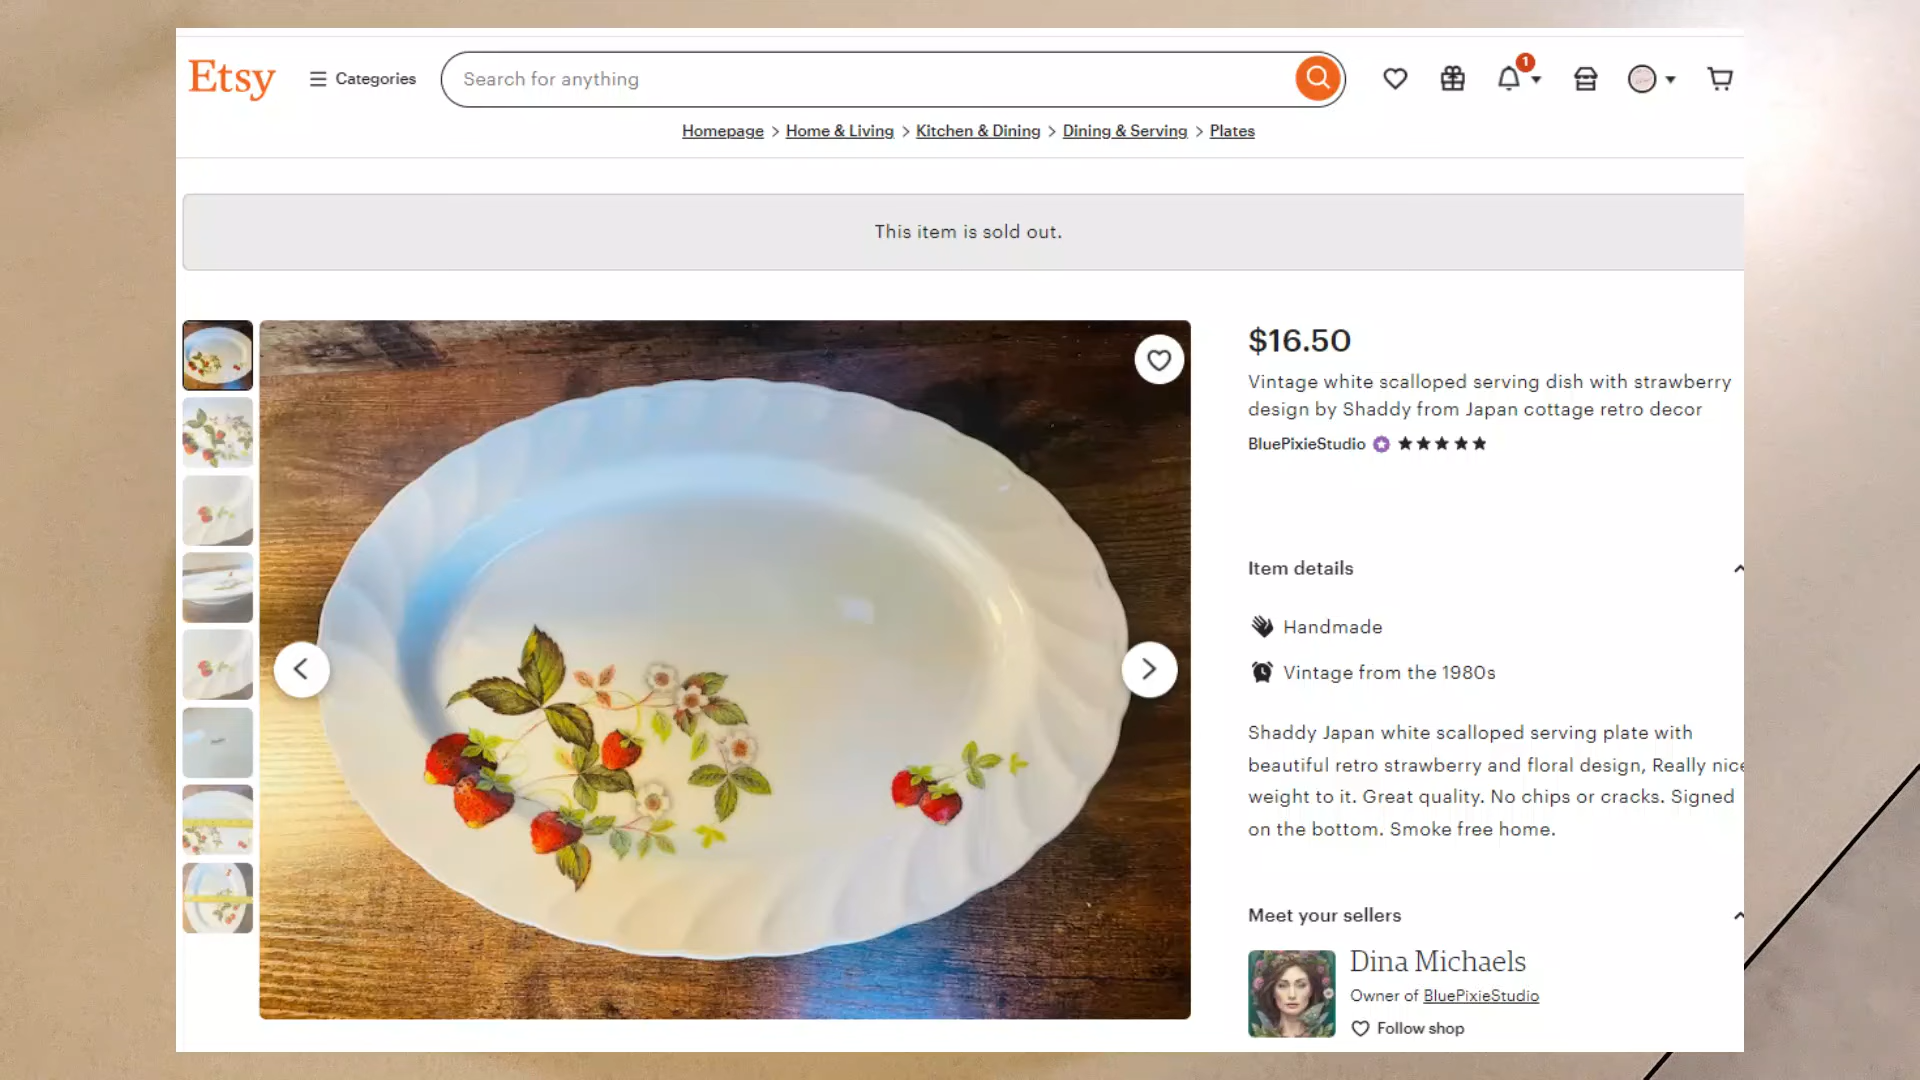 Etsy
Categories
Search for anything
1
Homepage > Home & Living > Kitchen & Dining > Dining & Serving > Plates
This item is sold out.
$16.50
Vintage white scalloped serving dish with strawberry
design by Shaddy from Japan cottage retro decor
BluePixieStudio
Item details
Handmade
Vintage from the 1980s
Shaddy Japan white scalloped serving plate with
beautiful retro strawberry and floral design, Really nice
weight to it. Great quality. No chips or cracks. Signed
on the bottom. Smoke free home.
Meet your sellers
Dina Michaels
Owner of BluePixieStudio
Follow shop